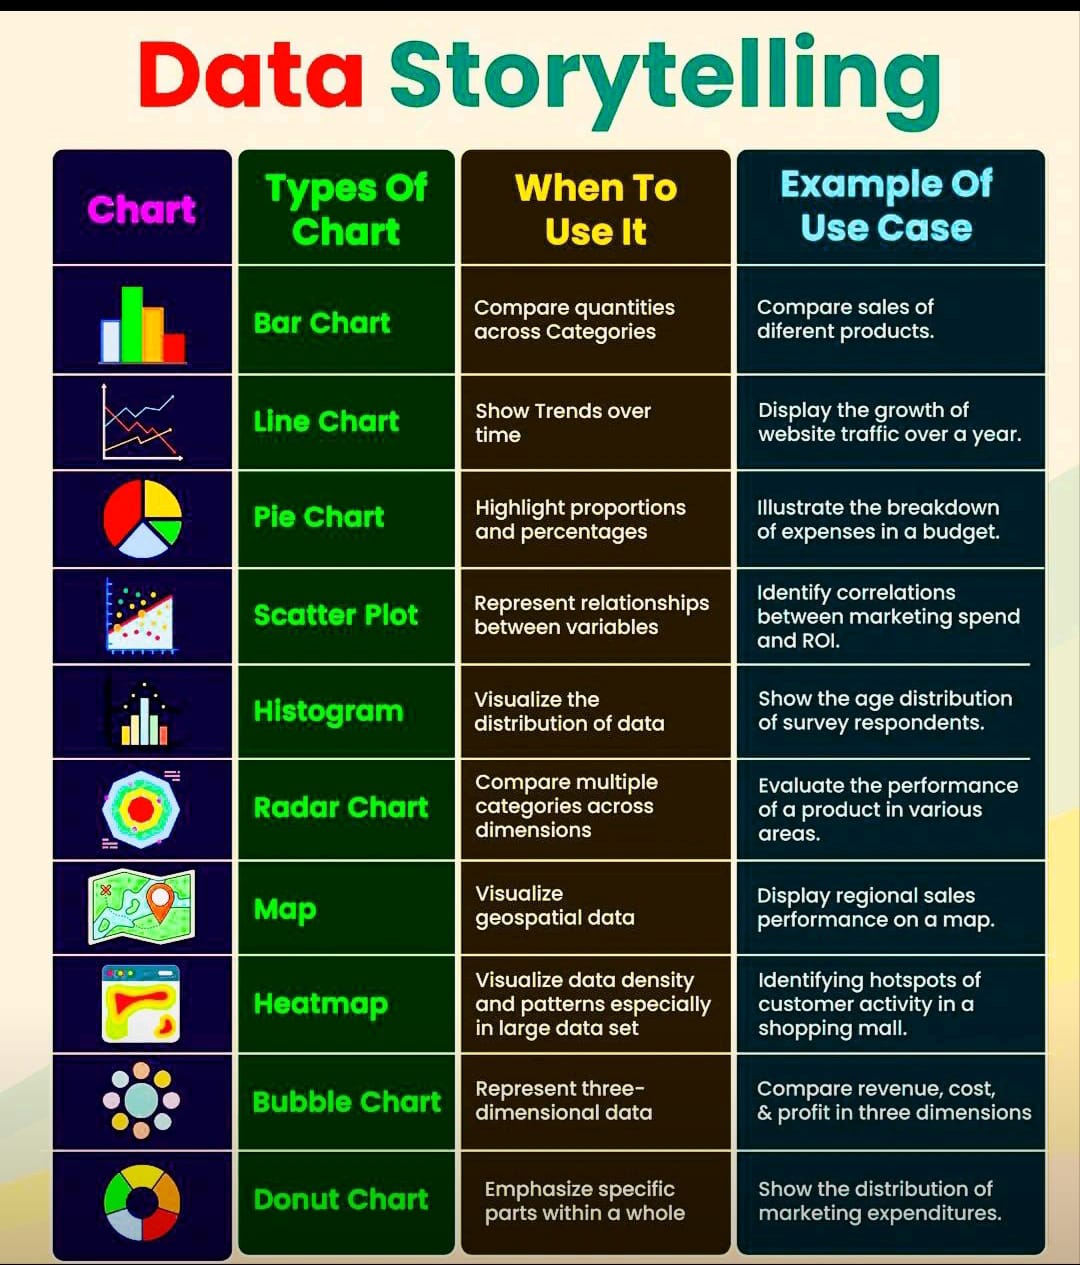 Data Storytelling
Chart
Types Of
Chart
When To
Use It
Example Of
Use Case
Bar Chart
Compare quantities
across Categories
Compare sales of
diferent products.
Line Chart
Show Trends over
time
Display the growth of
website traffic over a year.
Pie Chart
Highlight proportions
and percentages
Illustrate the breakdown
of expenses in a budget.
Scatter Plot
Represent relationships
between variables
Identify correlations
between marketing spend
and ROI.
Histogram
Visualize the
distribution of data
Show the age distribution
of survey respondents.
Radar Chart
Compare multiple
categories across
dimensions
Evaluate the performance
of a product in various
areas.
Map
Visualize
geospatial data
Display regional sales
performance on a map.
Heatmap
Visualize data density
and patterns especially
in large data set
Identifying hotspots of
customer activity in a
shopping mall.
Bubble Chart
Represent three-
dimensional data
Compare revenue, cost,
& profit in three dimensions
Donut Chart
Emphasize specific
parts within a whole
Show the distribution of
marketing expenditures.